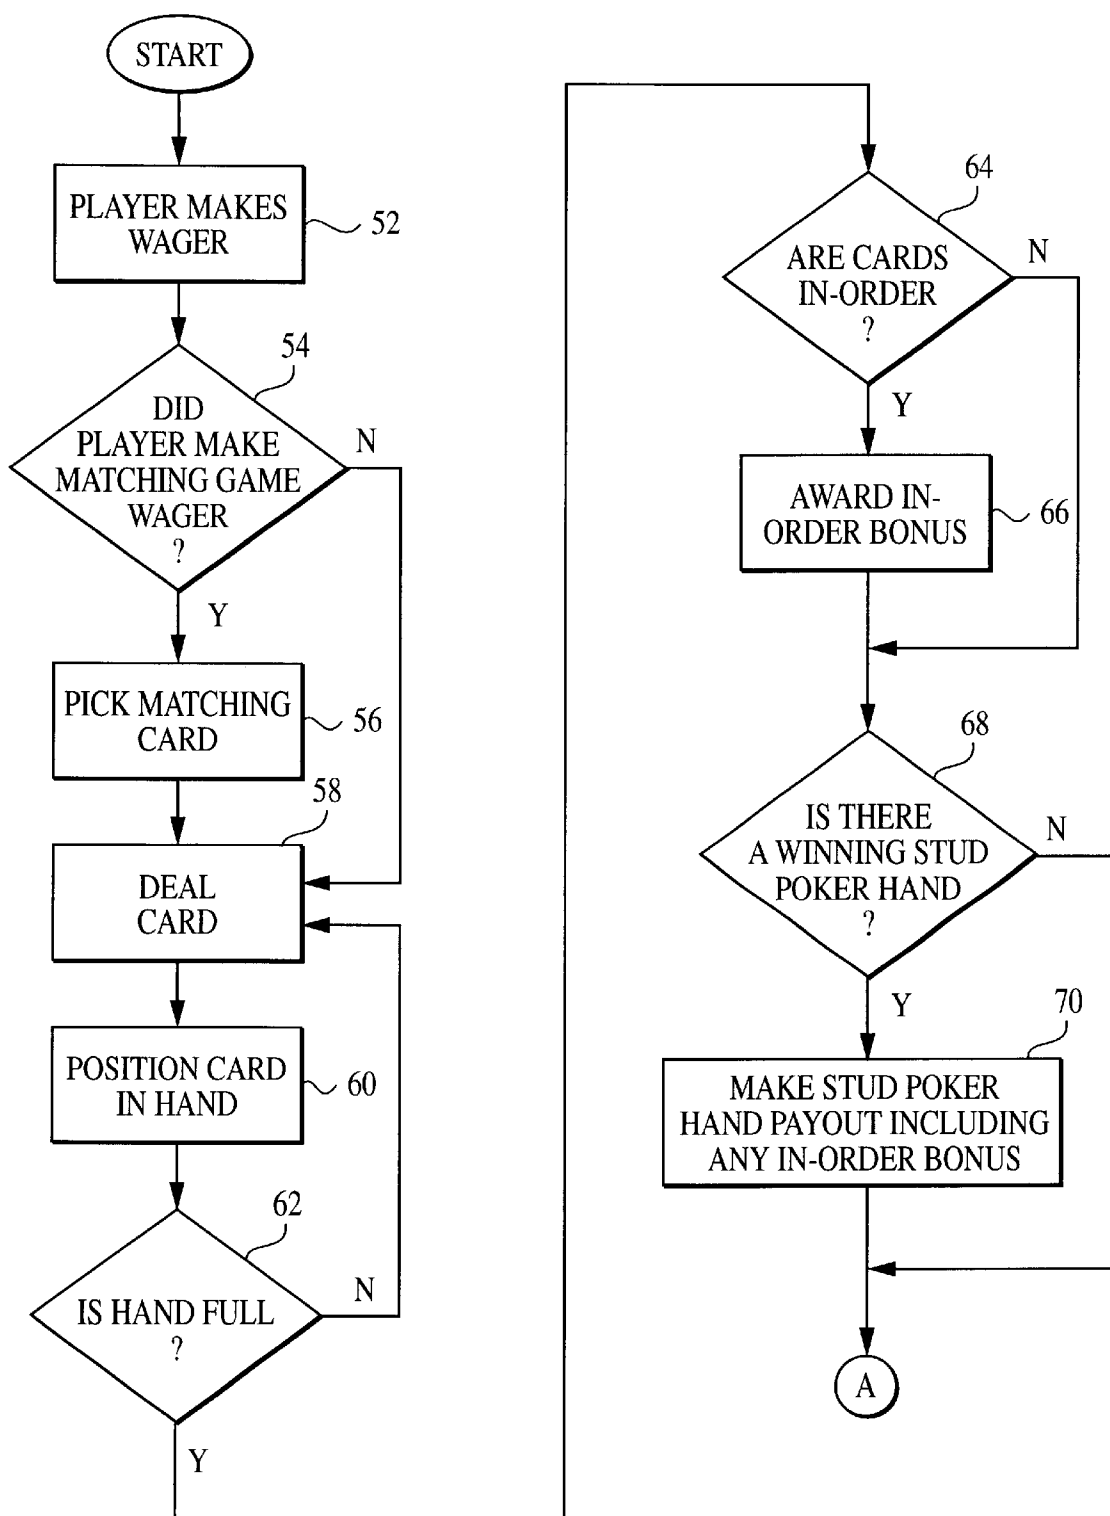 START
PLAYER MAKES
WAGER
52
54
DID
PLAYER MAKE
MATCHING GAME
WAGER
?
N
Y
PICK MATCHING
CARD
56
58
DEAL
CARD
POSITION CARD
IN HAND
60
62
IS HAND FULL
?
N
Y
64
ARE CARDS
IN-ORDER
?
N
Y
AWARD IN-
ORDER BONUS
66
68
IS THERE
A WINNING STUD
POKER HAND
?
N
Y
70
MAKE STUD POKER
HAND PAYOUT INCLUDING
ANY IN-ORDER BONUS
A